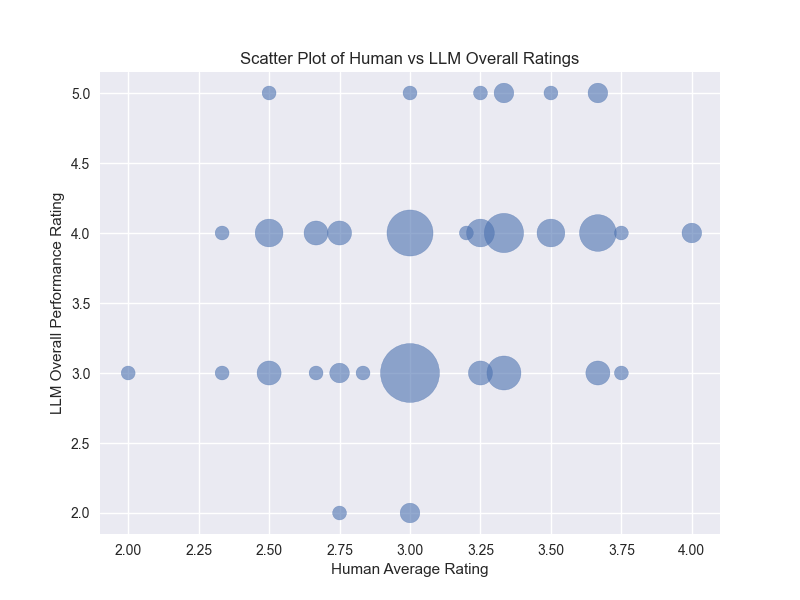 Scatter Plot of Human vs LLM Overall Ratings
LLM Overall Performance Rating
5.0
4.5
4.0
3.5
3.0
2.5
2.0
2.00 2.25 2.50 2.75 3.00 3.25 3.50 3.75 4.00
Human Average Rating